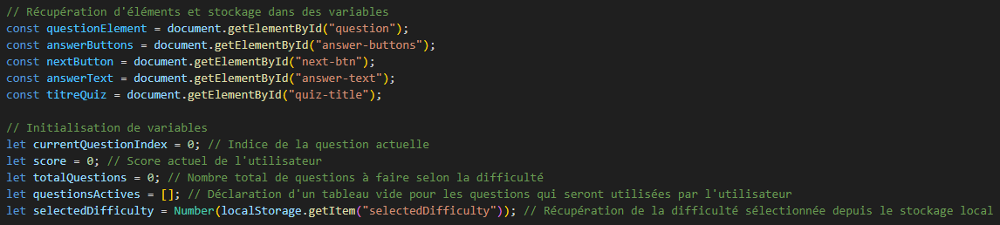 // Récupération d'éléments et stockage dans des variables
const questionElement = document.getElementById("question");
const answerButtons = document.getElementById("answer-buttons");
const nextButton = document.getElementById("next-btn");
const answerText = document.getElementById("answer-text");
const titreQuiz = document.getElementById("quiz-title");

// Initialisation de variables
let currentQuestionIndex = 0; // Indice de la question actuelle
let score = 0; // Score actuel de l'utilisateur
let totalQuestions = 0; // Nombre total de questions à faire selon la difficulté
let questionsActives = []; // Déclaration d'un tableau vide pour les questions qui seront utilisées par l'utilisateur
let selectedDifficulty = Number(localStorage.getItem("selectedDifficulty")); // Récupération de la difficulté sélectionnée depuis le stockage local